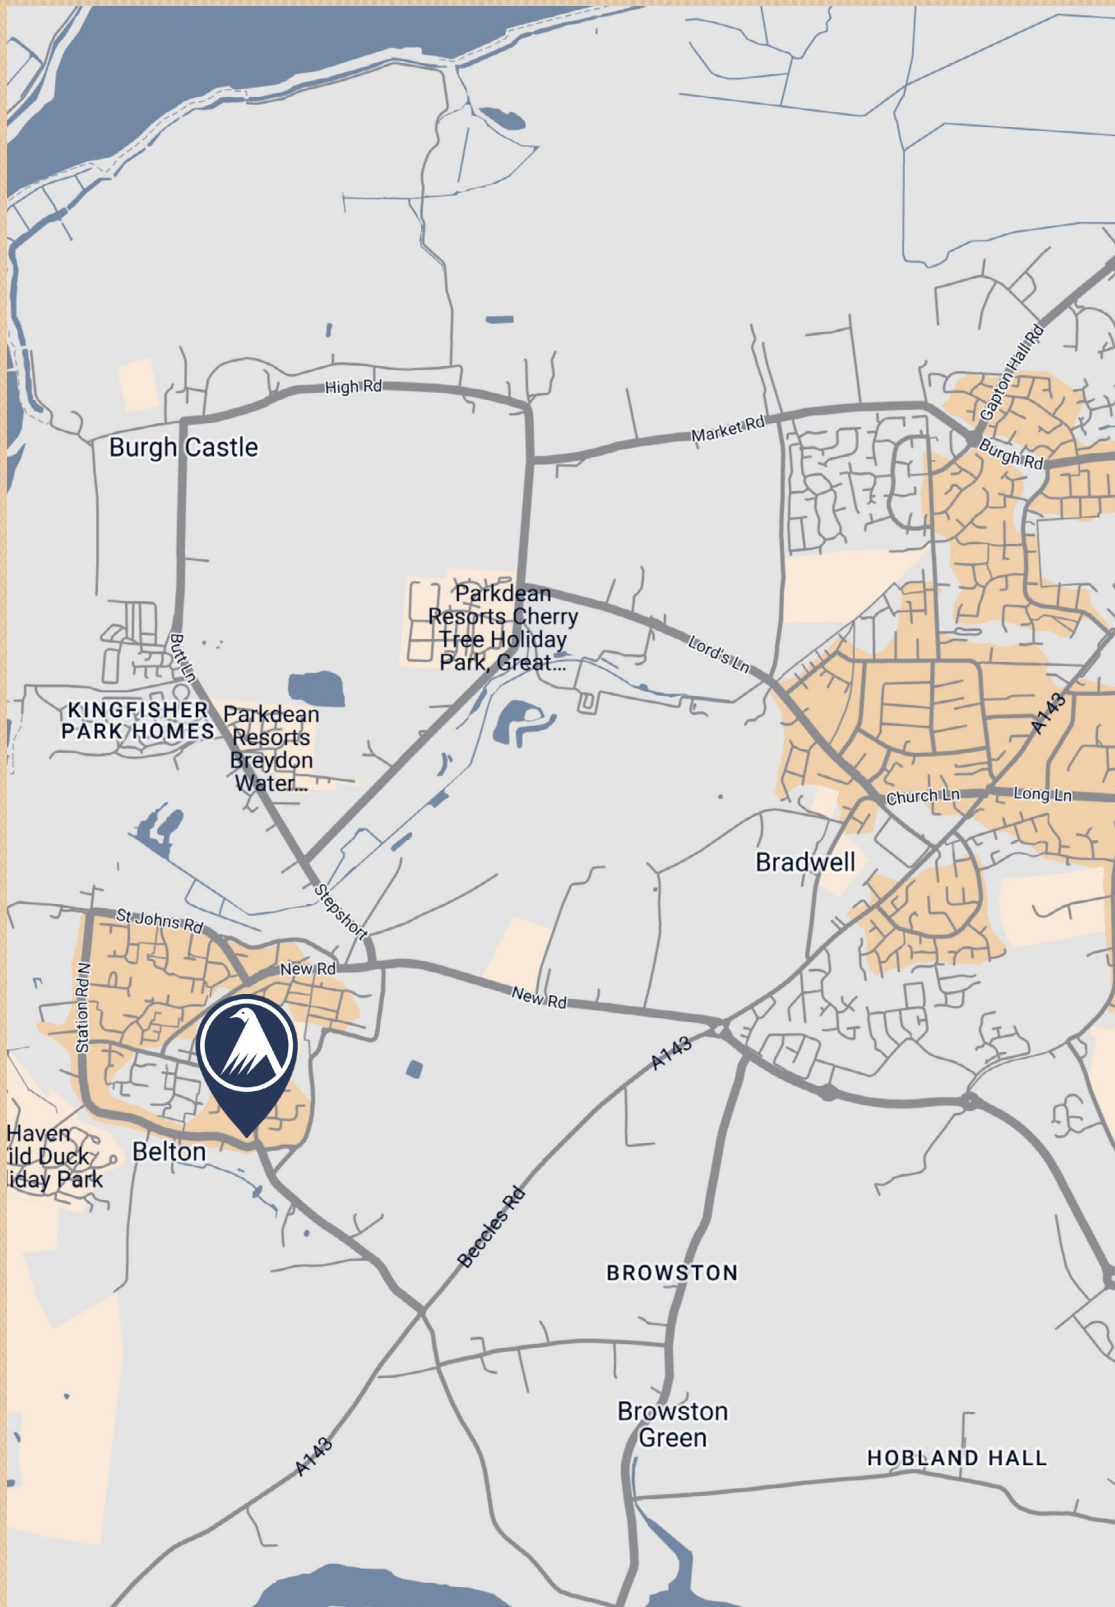 Gapton Hall Rd
High Rd
Market Rd
Burgh Castle
Burgh Rd
Parkdean
Resorts Cherry
Tree Holiday
Park, Great...
Butt Ln
Lord's Ln
KINGFISHER
PARK HOMES
Parkdean
Resorts
Breydon
Water...
A143
Church Ln
Long Ln
Bradwell
Stepshort
St Johns Rd
New Rd
Station Rd N
New Rd
A143
Haven
ild Duck
iday Park
Belton
Beccles Rd
BROWSTON
Browston
Green
A143
HOBLAND HALL